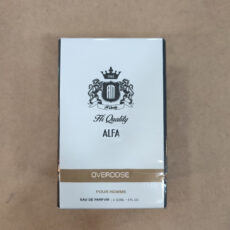 Hi Quality
ALFA
OVERDOSE
POUR HOMME
EAU DE PARFUM